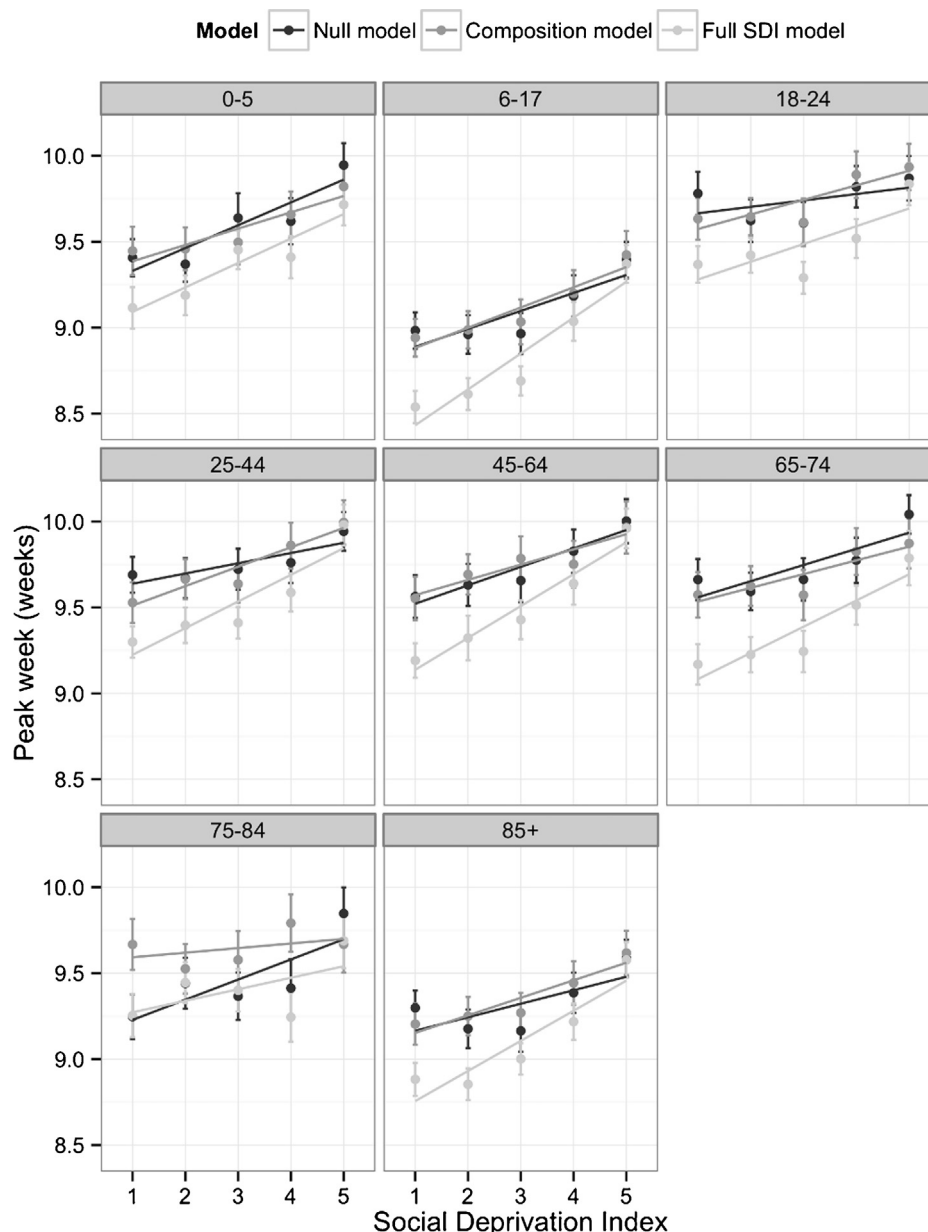 Model Null model Composition model Full SDI model
0-5 6-17 18-24
10.0
9.5
9.0
8.5
25-44 45-64 65-74
10.0
9.5
9.0
8.5
75-84 85+
10.0
9.5
9.0
8.5
1 2 3 4 5 1 2 3 4 5
Peak week (weeks)
Social Deprivation Index